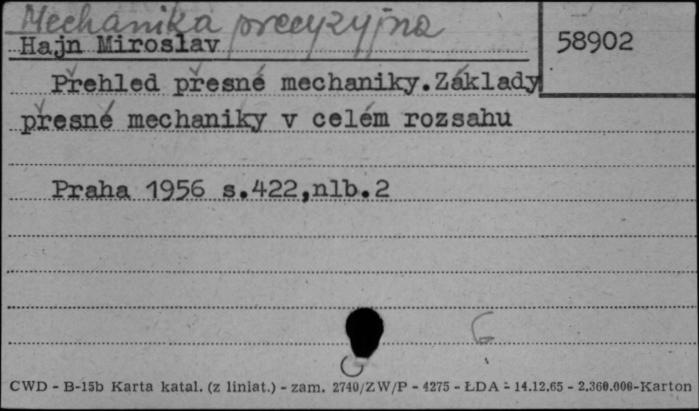 Mechanika precyzyjna
Hajn Miroslav
58902
Přehled přesné mechaniky.Základy
přesné mechaniky v celém rozsahu
Praha 1956 s.422,nlb.2
CWD - B-15b Karta katal. (z liniat.) - zam. 2740/ZW/P - 4275 - ŁDA - 14.12.65 - 2.360.000-Karton